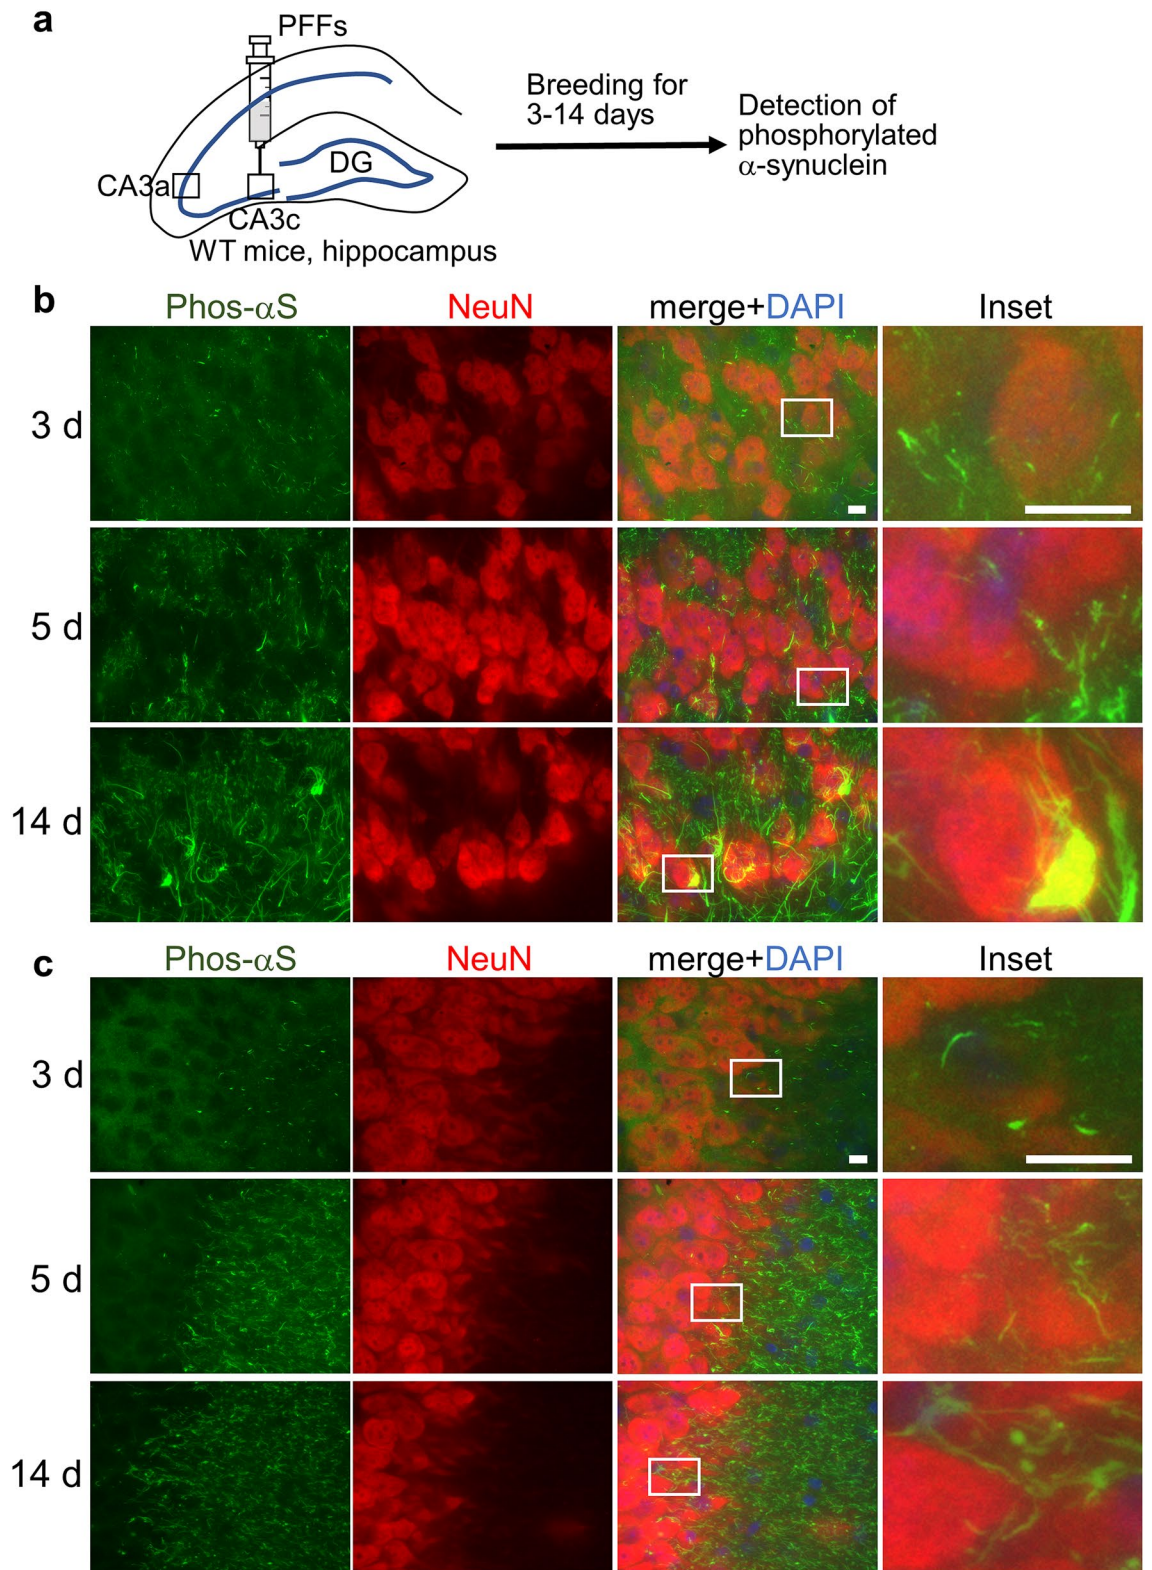 a
PFFs
Breeding for
3-14 days
Detection of
phosphorylated
α-synuclein
DG
CA3a
CA3c
WT mice, hippocampus
b
Phos-αS NeuN merge+DAPI Inset
3 d
5 d
14 d
c
Phos-αS NeuN merge+DAPI Inset
3 d
5 d
14 d